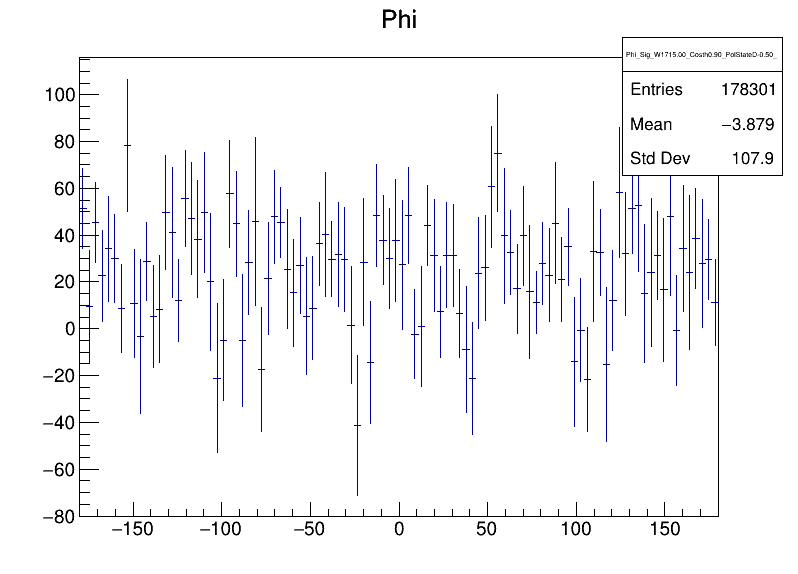 Phi
Phi_Sig_W1715.00_Costh0.90_PolStateD-0.50_
Entries 178301
Mean −3.879
Std Dev 107.9
100
80
60
40
20
0
−20
−40
−60
−80
−150 −100 −50 0 50 100 150